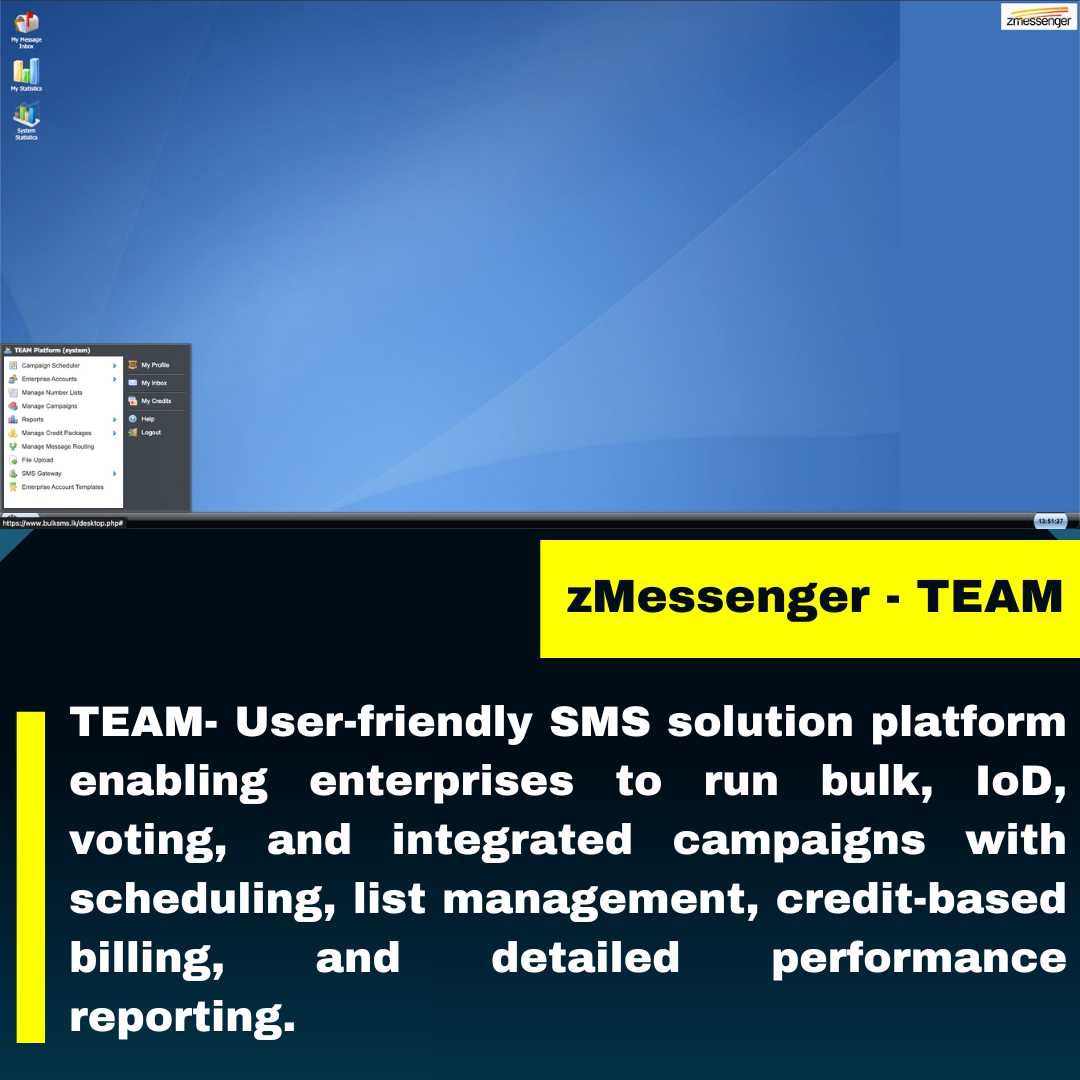 zmessenger
My Message
Inbox
My Statistics
System
Statistics
TEAM Platform (system)
Campaign Scheduler
Enterprise Accounts
Manage Number Lists
Manage Campaigns
Reports
Manage Credit Packages
Manage Message Routing
File Upload
SMS Gateway
Enterprise Account Templates
My Profile
My Inbox
My Credits
Help
Logout
https://www.bulksms.lk/desktop.php#
13:51:27
zMessenger - TEAM
TEAM- User-friendly SMS solution platform
enabling enterprises to run bulk, IoD,
voting, and integrated campaigns with
scheduling, list management, credit-based
billing, and detailed performance
reporting.